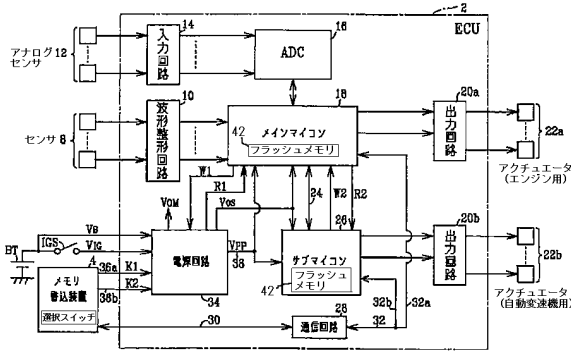 2
ECU
アナログ12
センサ
14
入力回路
16
ADC
センサ8
10
波形整形回路
18
メインマイコン
42
フラッシュメモリ
20a
出力回路
22a
アクチュエータ
(エンジン用)
W1
R1
VOM
VOS
24
W2
R2
26
サブマイコン
42
フラッシュ
メモリ
20b
出力回路
22b
アクチュエータ
(自動変速機用)
VB
IGS
VIG
BT
4
メモリ
書込装置
選択スイッチ
36a
K1
36b
K2
電源回路
34
VPP
38
30
28
通信回路
32
32b
32a